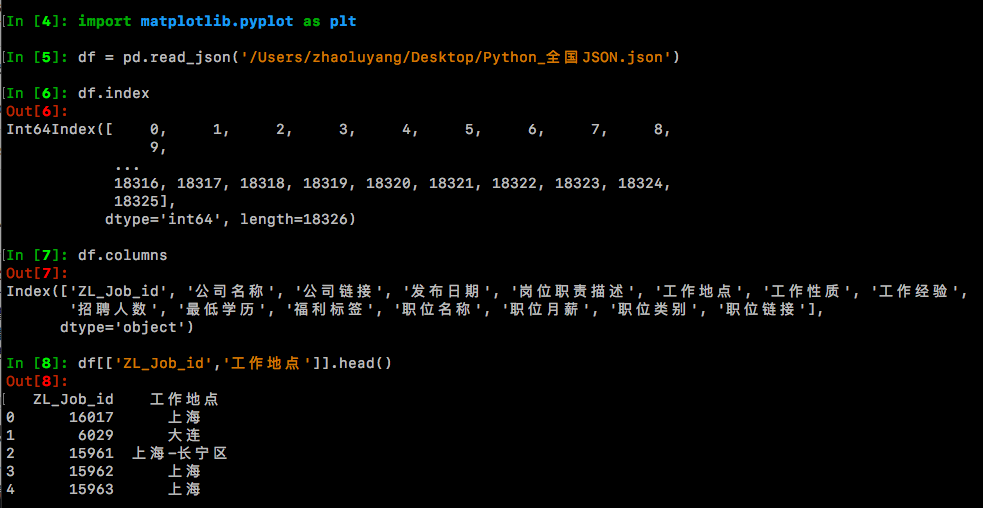 In [4]: import matplotlib.pyplot as plt
In [5]: df = pd.read_json('/Users/zhaoluyang/Desktop/Python_全国JSON.json')
In [6]: df.index
Out[6]:
Int64Index([    0,     1,     2,     3,     4,     5,     6,     7,     8,
                9,
            ...
            18316, 18317, 18318, 18319, 18320, 18321, 18322, 18323, 18324,
            18325],
           dtype='int64', length=18326)
In [7]: df.columns
Out[7]:
Index(['ZL_Job_id', '公司名称', '公司链接', '发布日期', '岗位职责描述', '工作地点', '工作性质', '工作经验',
       '招聘人数', '最低学历', '福利标签', '职位名称', '职位月薪', '职位类别', '职位链接'],
      dtype='object')
In [8]: df[['ZL_Job_id','工作地点']].head()
Out[8]:
   ZL_Job_id    工作地点
0      16017      上海
1       6029      大连
2      15961  上海-长宁区
3      15962      上海
4      15963      上海